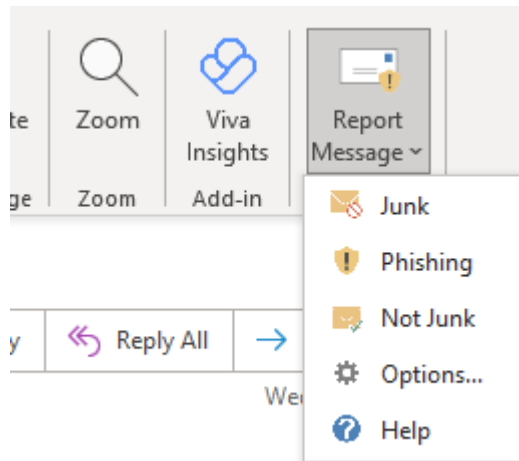 te
Zoom
Viva
Insights
Report
Message
ge
Zoom
Add-in
Junk
Phishing
Not Junk
Options...
Help
y
Reply All
We